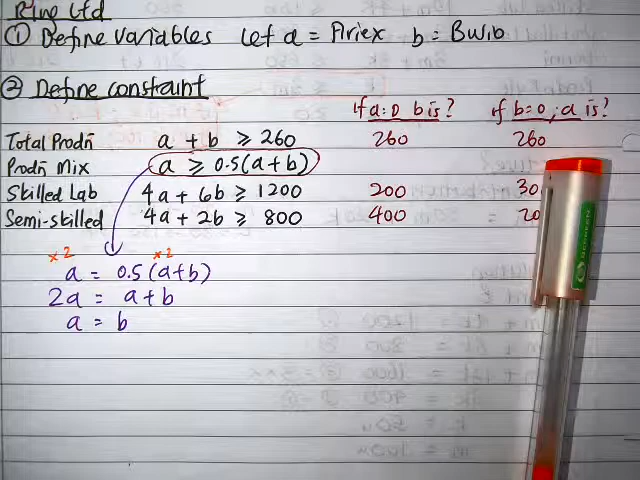 Ring Ltd
① Define variables let a = Ariex b = Bwib
② Define constraint
if a=0 b is? if b=0, a is?
Total Prodn a + b ⩾ 260 260 260
Prodn Mix a ⩾ 0.5(a+b)
Skilled Lab 4a + 6b ⩾ 1200 200 30
Semi-skilled 4a + 2b ⩾ 800 400 20
×2 ×2
a = 0.5(a+b)
2a = a+b
a = b